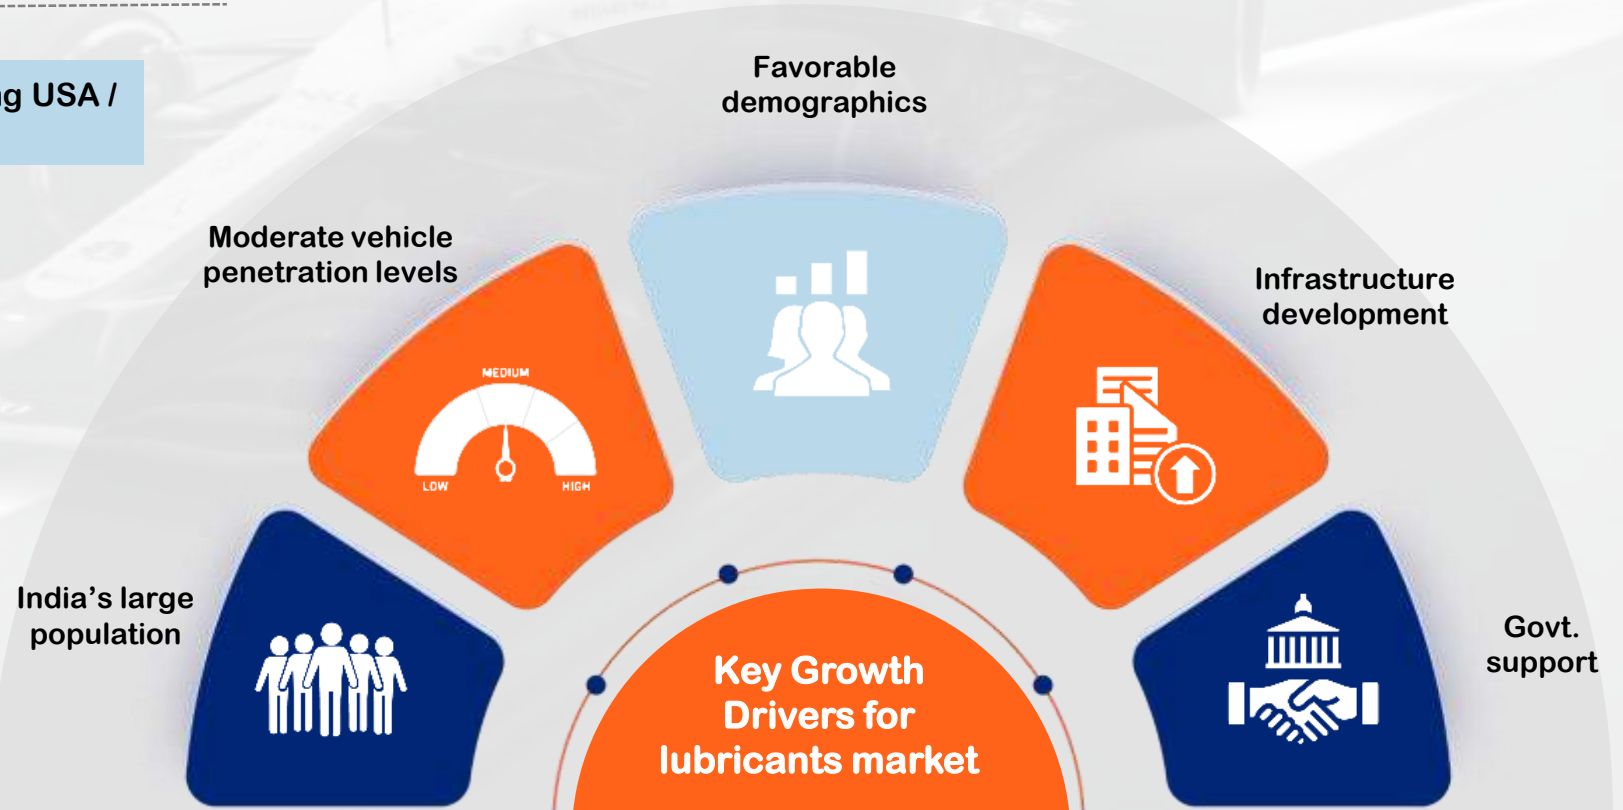 USA /
Favorable
demographics
Moderate vehicle
penetration levels
Infrastructure
development
MEDIUM
LOW
HIGH
India’s large
population
Govt.
support
Key Growth
Drivers for
lubricants market